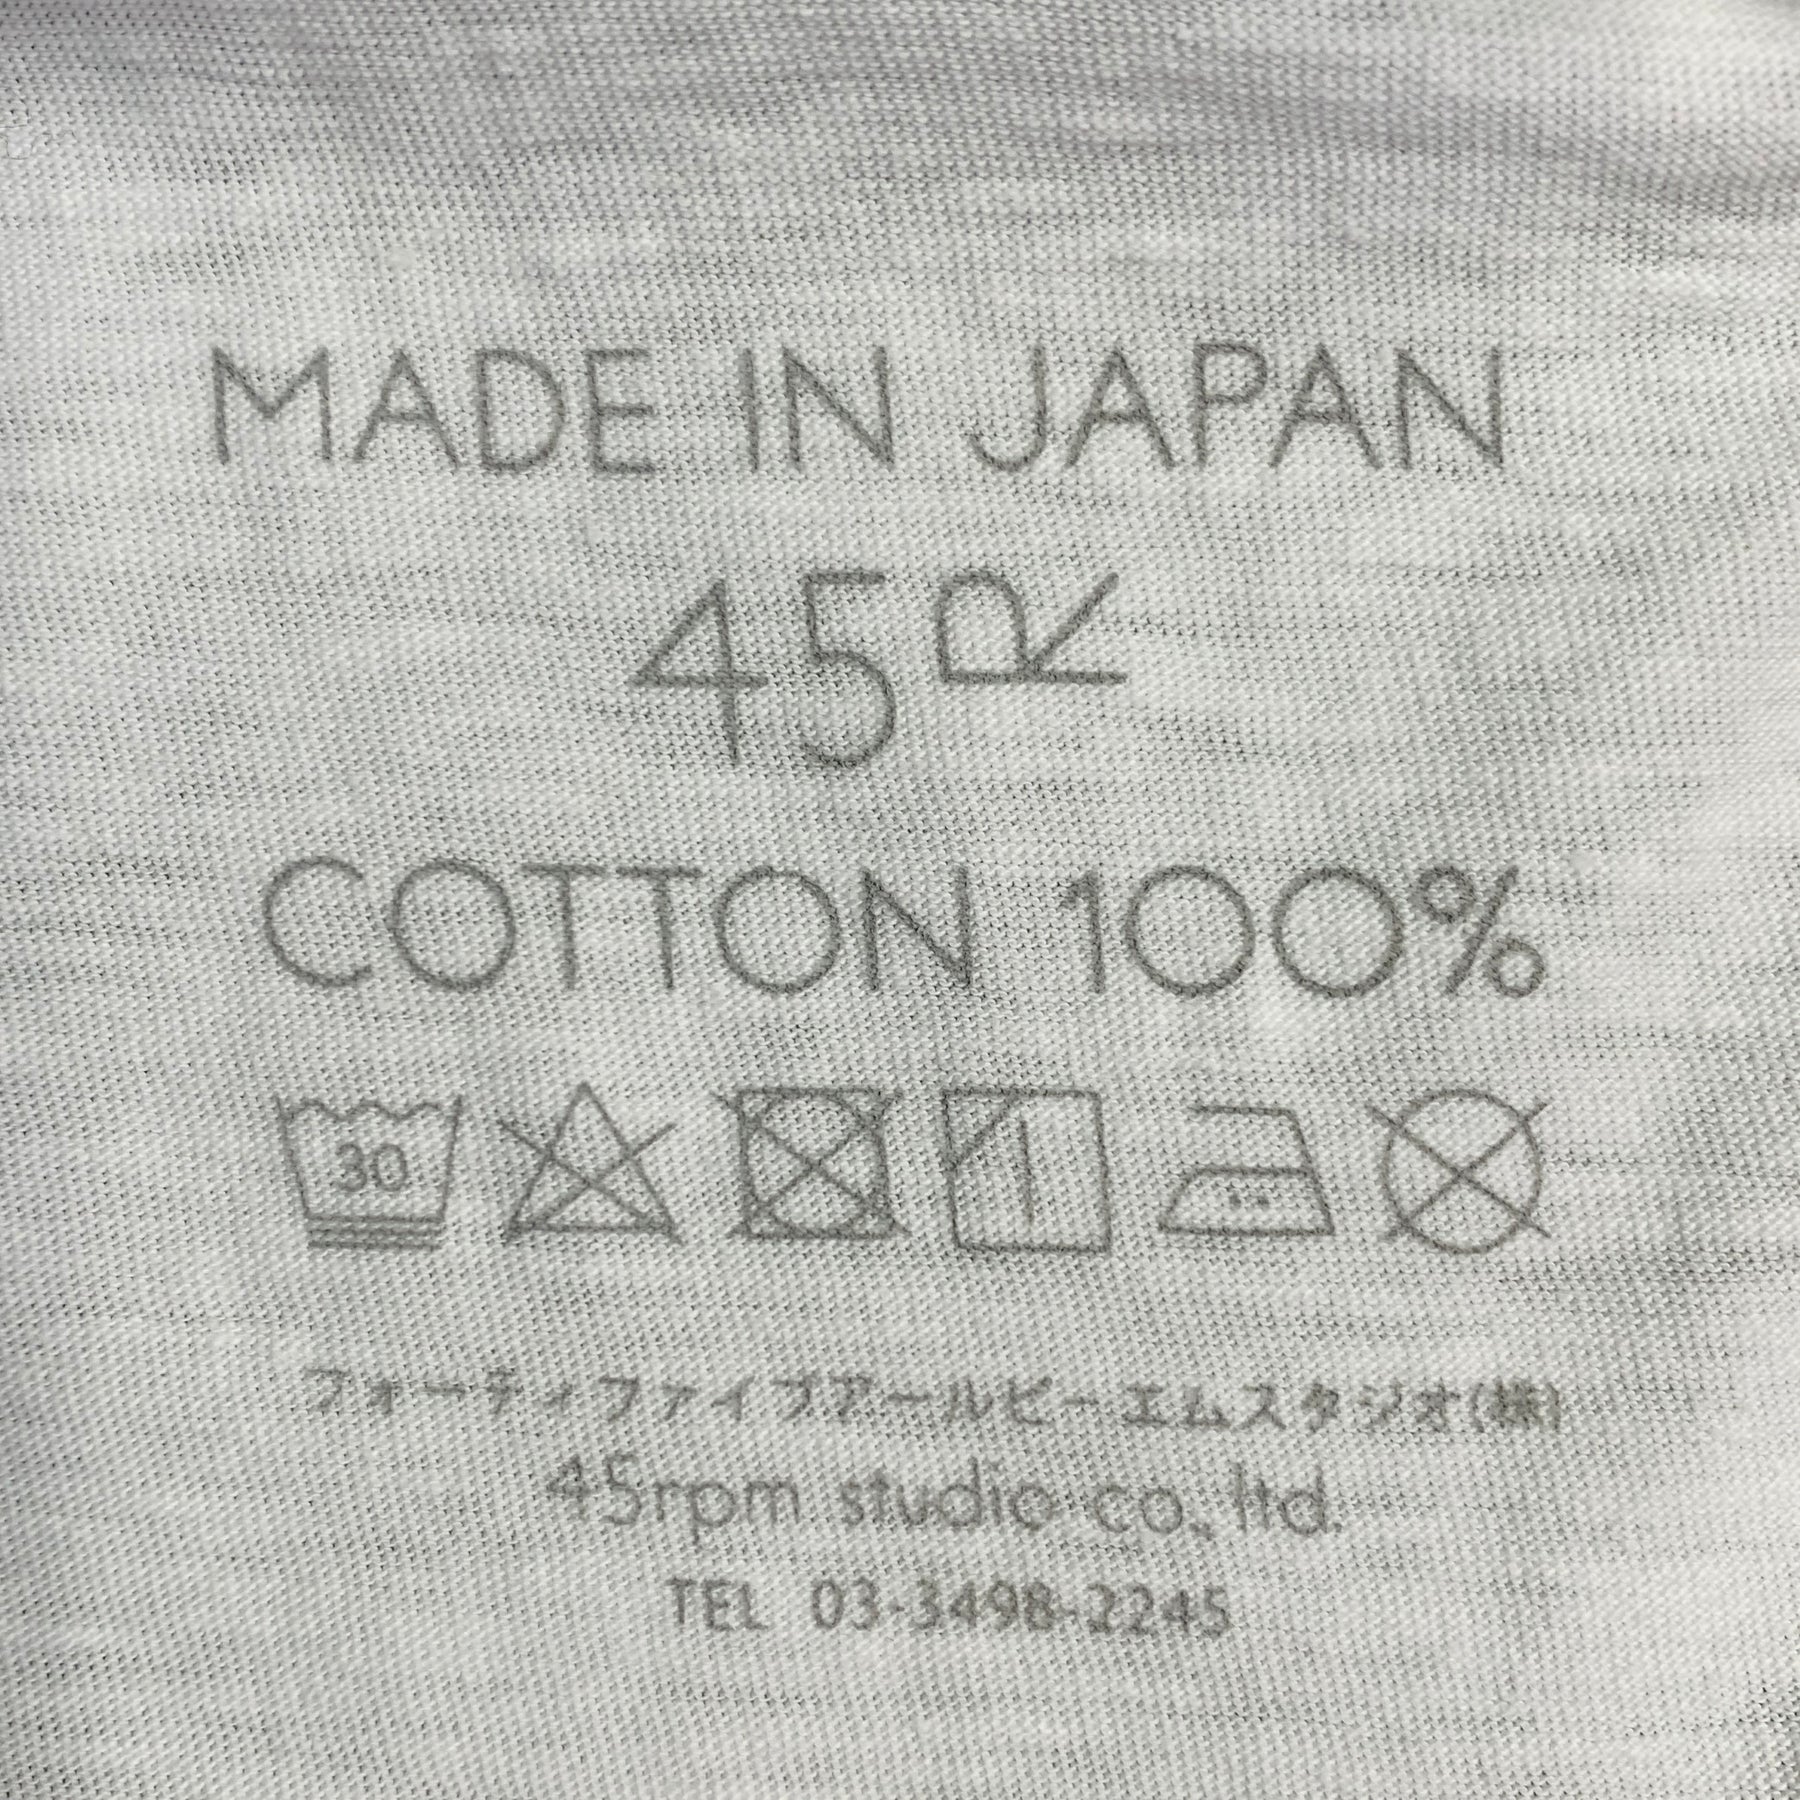 MADE IN JAPAN
45R
COTTON 100%
30
フォーティファイブアールピーエムスタジオ(株)
45rpm studio co., ltd.
TEL 03-3498-2245